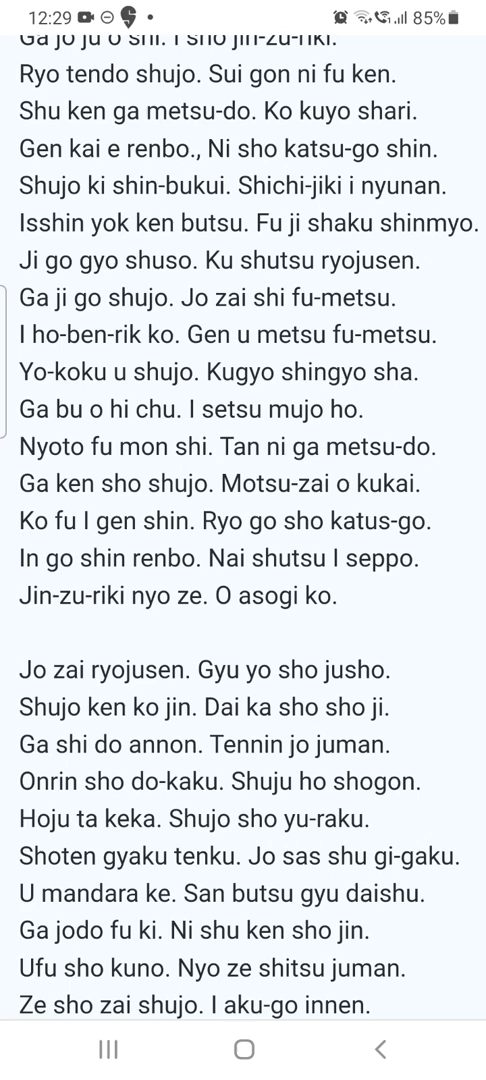 12:29 85%
Ga jo ju o shi. I sho jin-zu-riki.
Ryo tendo shujo. Sui gon ni fu ken.
Shu ken ga metsu-do. Ko kuyo shari.
Gen kai e renbo., Ni sho katsu-go shin.
Shujo ki shin-bukui. Shichi-jiki i nyunan.
Isshin yok ken butsu. Fu ji shaku shinmyo.
Ji go gyo shuso. Ku shutsu ryojusen.
Ga ji go shujo. Jo zai shi fu-metsu.
I ho-ben-rik ko. Gen u metsu fu-metsu.
Yo-koku u shujo. Kugyo shingyo sha.
Ga bu o hi chu. I setsu mujo ho.
Nyoto fu mon shi. Tan ni ga metsu-do.
Ga ken sho shujo. Motsu-zai o kukai.
Ko fu I gen shin. Ryo go sho katus-go.
In go shin renbo. Nai shutsu I seppo.
Jin-zu-riki nyo ze. O asogi ko.
Jo zai ryojusen. Gyu yo sho jusho.
Shujo ken ko jin. Dai ka sho sho ji.
Ga shi do annon. Tennin jo juman.
Onrin sho do-kaku. Shuju ho shogon.
Hoju ta keka. Shujo sho yu-raku.
Shoten gyaku tenku. Jo sas shu gi-gaku.
U mandara ke. San butsu gyu daishu.
Ga jodo fu ki. Ni shu ken sho jin.
Ufu sho kuno. Nyo ze shitsu juman.
Ze sho zai shujo. I aku-go innen.